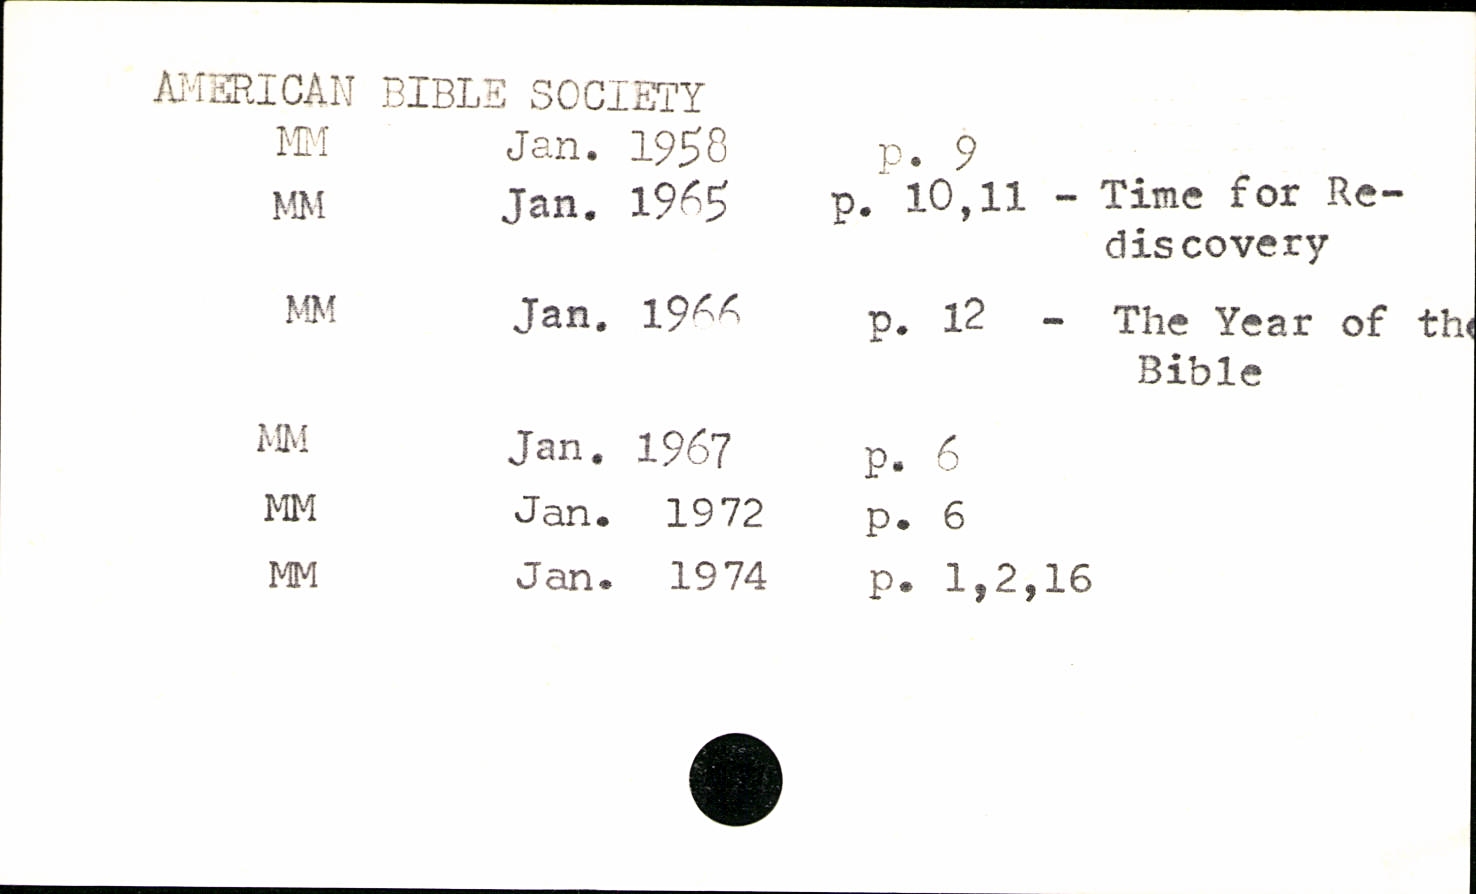 AMERICAN BIBLE SOCIETY
MM Jan. 1958 p. 9
MM Jan. 1965 p. 10,11 - Time for Re-
discovery
MM Jan. 1966 p. 12 - The Year of the
Bible
MM Jan. 1967 p. 6
MM Jan. 1972 p. 6
MM Jan. 1974 p. 1,2,16